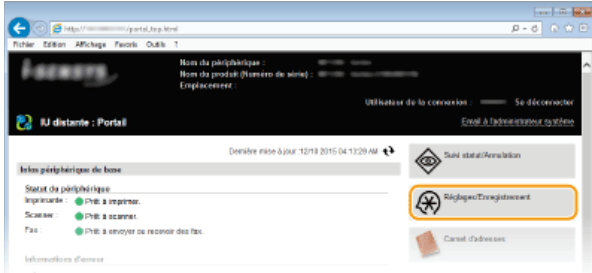 http:// /portal_top.html
Fichier Edition Affichage Favoris Outils ?
Nom du périphérique :
Nom du produit (Numéro de série) :
Emplacement :
Utilisateur de la connexion : Se déconnecter
IU distante : Portail
Email à l'administrateur système
Dernière mise à jour :12/10 2015 04:13:29 AM
Infos périphérique de base
Suivi statut/Annulation
Statut du périphérique
Imprimante : Prêt à imprimer.
Scanner : Prêt à scanner.
Fax : Prêt à envoyer ou recevoir des fax.
Réglages/Enregistrement
Carnet d'adresses
Informations d'erreur